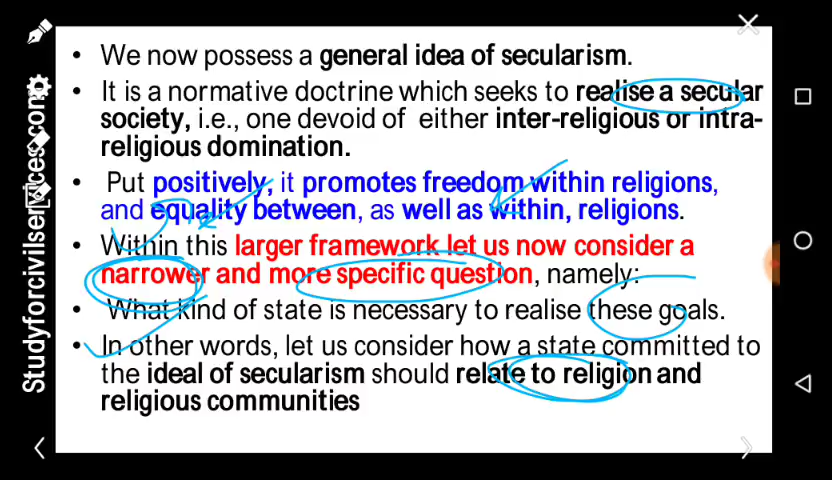 • We now possess a general idea of secularism.
• It is a normative doctrine which seeks to realise a secular
society, i.e., one devoid of either inter-religious or intra-
religious domination.
• Put positively, it promotes freedom within religions,
and equality between, as well as within, religions.
• Within this larger framework let us now consider a
narrower and more specific question, namely:
• What kind of state is necessary to realise these goals.
• In other words, let us consider how a state committed to
the ideal of secularism should relate to religion and
religious communities
Studyforcivilservices.com